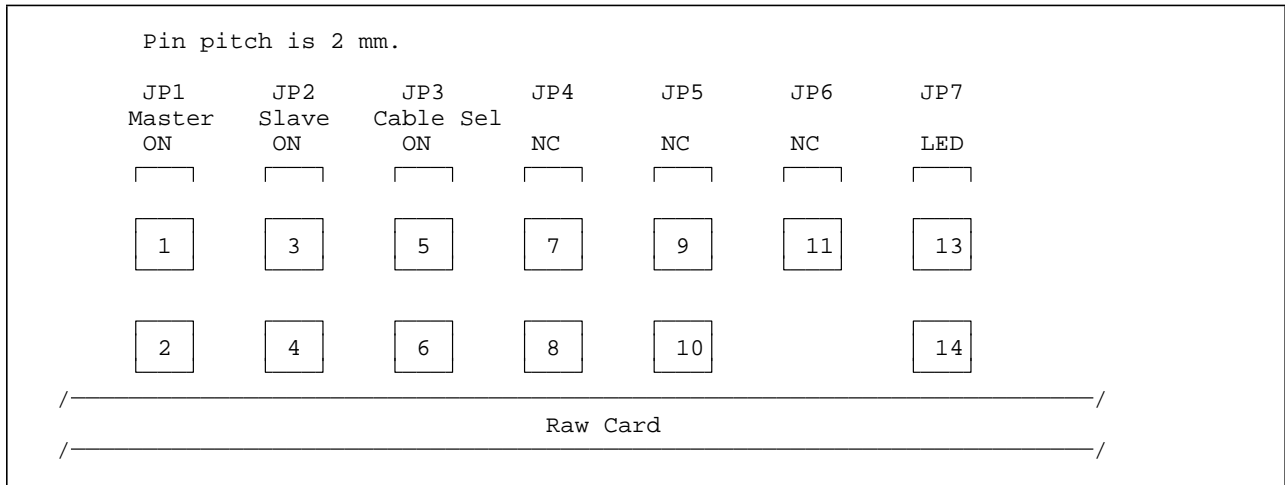 Pin pitch is 2 mm.
JP1 JP2 JP3 JP4 JP5 JP6 JP7
Master Slave Cable Sel
ON ON ON NC NC NC LED
1 3 5 7 9 11 13
2 4 6 8 10 14
Raw Card